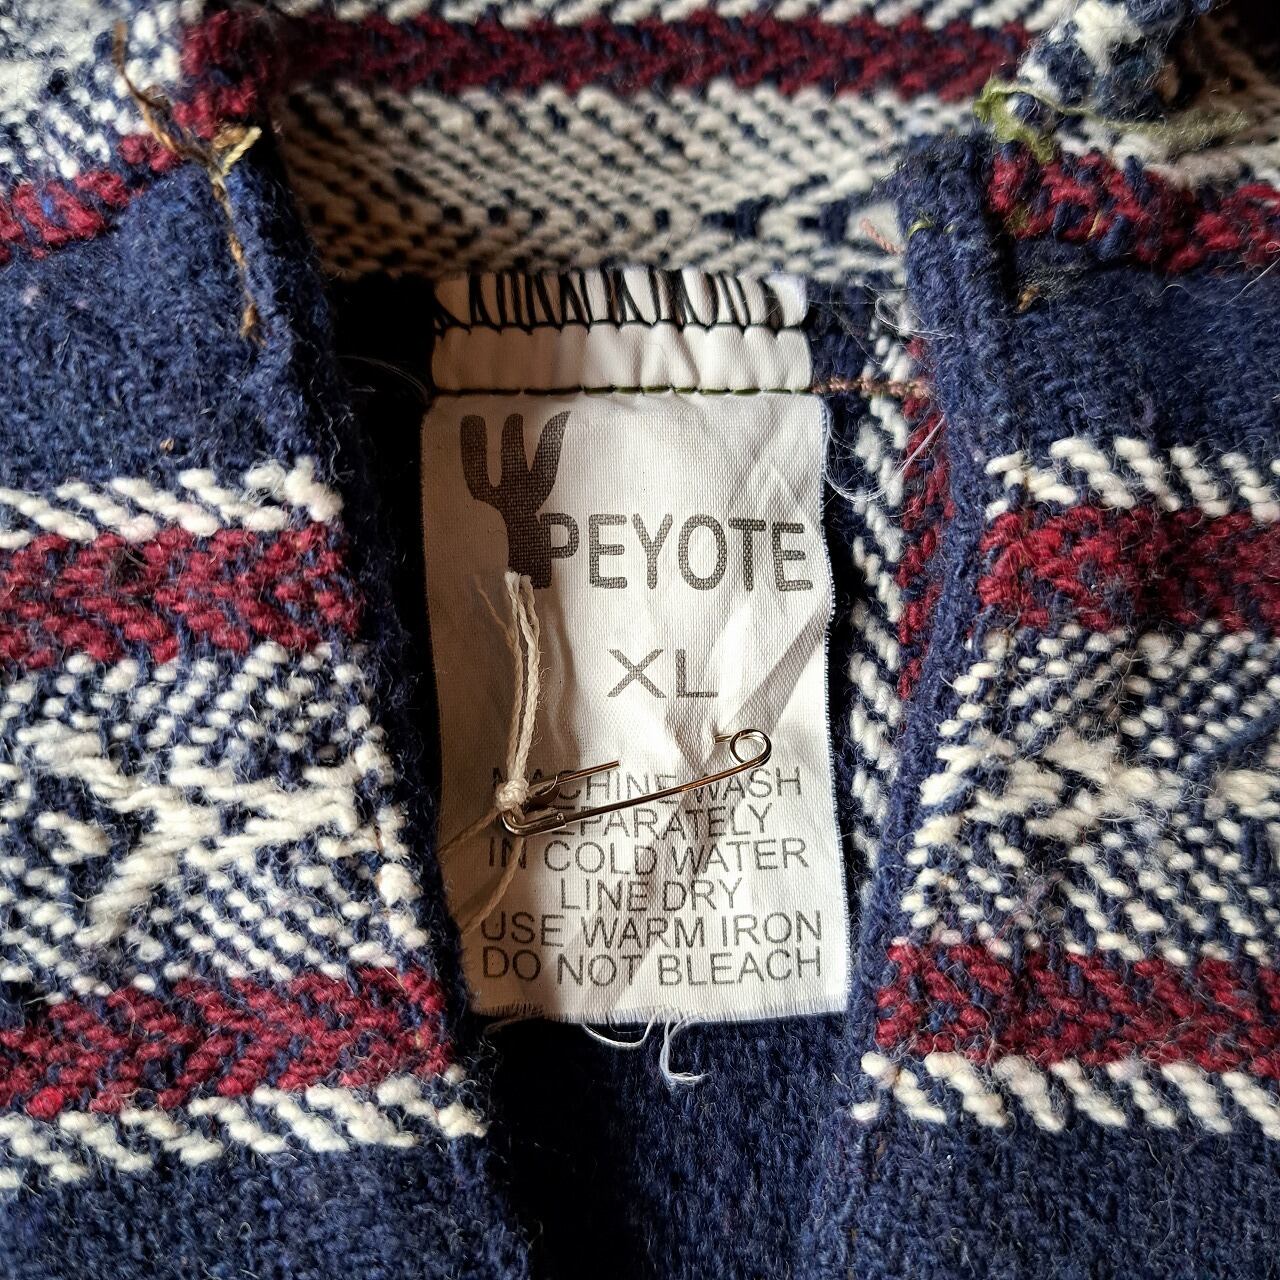 PEYOTE
XL
MACHINE WASH
SEPARATELY
IN COLD WATER
LINE DRY
USE WARM IRON
DO NOT BLEACH